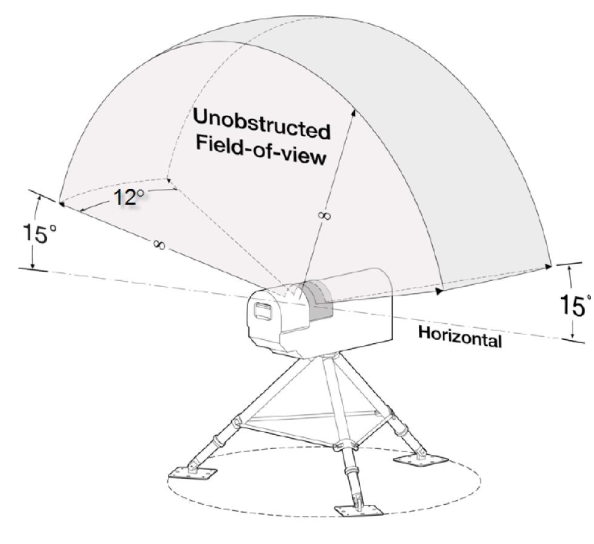 Unobstructed
Field-of-view
12°
15°
∞
∞
15°
Horizontal